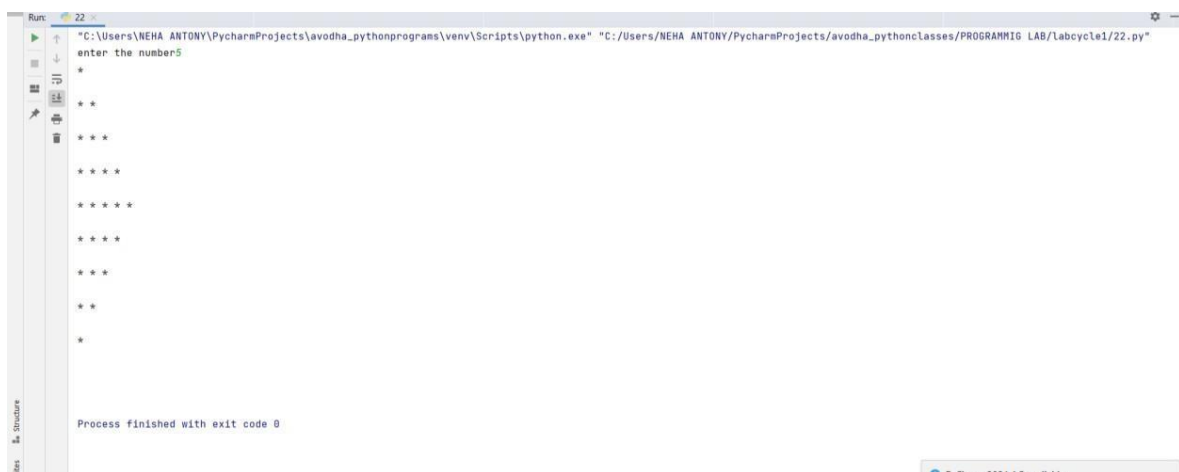 Run: 22
"C:\Users\NEHA ANTONY\PycharmProjects\avodha_pythonprograms\venv\Scripts\python.exe" "C:/Users/NEHA ANTONY/PycharmProjects/avodha_pythonclasses/PROGRAMMIG LAB/labcycle1/22.py"
enter the number5
*
* *
* * *
* * * *
* * * * *
* * * *
* * *
* *
*
Process finished with exit code 0
Structure